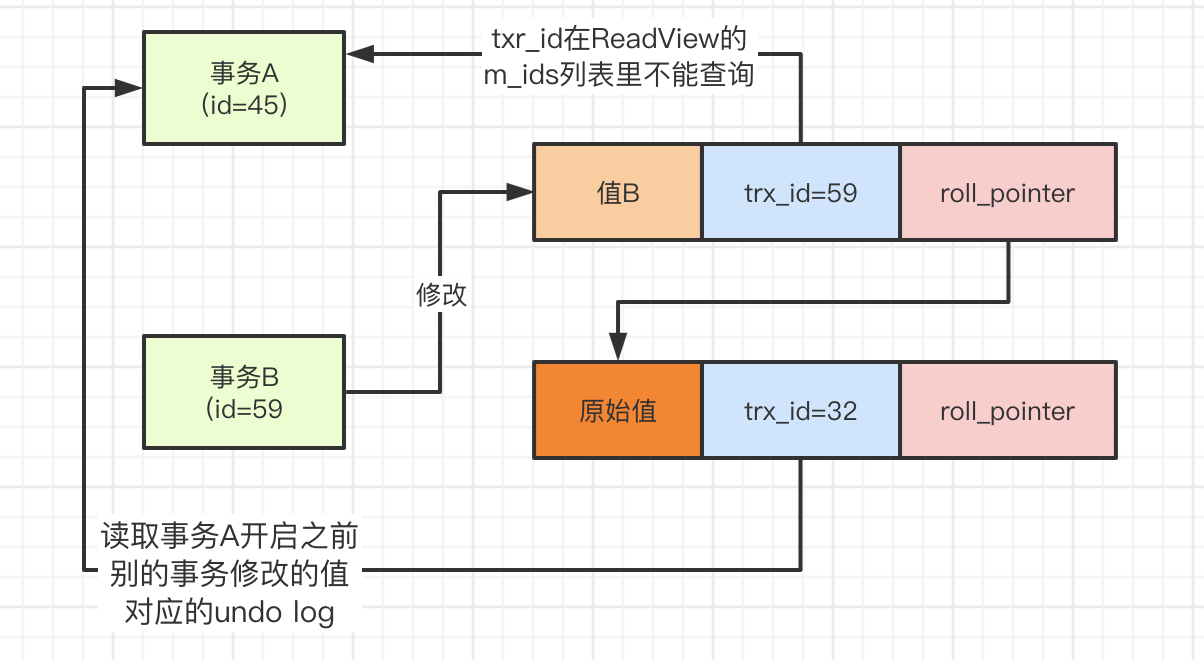 txr_id在ReadView的
m_ids列表里不能查询
事务A
(id=45)
值B
trx_id=59
roll_pointer
修改
事务B
(id=59
原始值
trx_id=32
roll_pointer
读取事务A开启之前
别的事务修改的值
对应的undo log